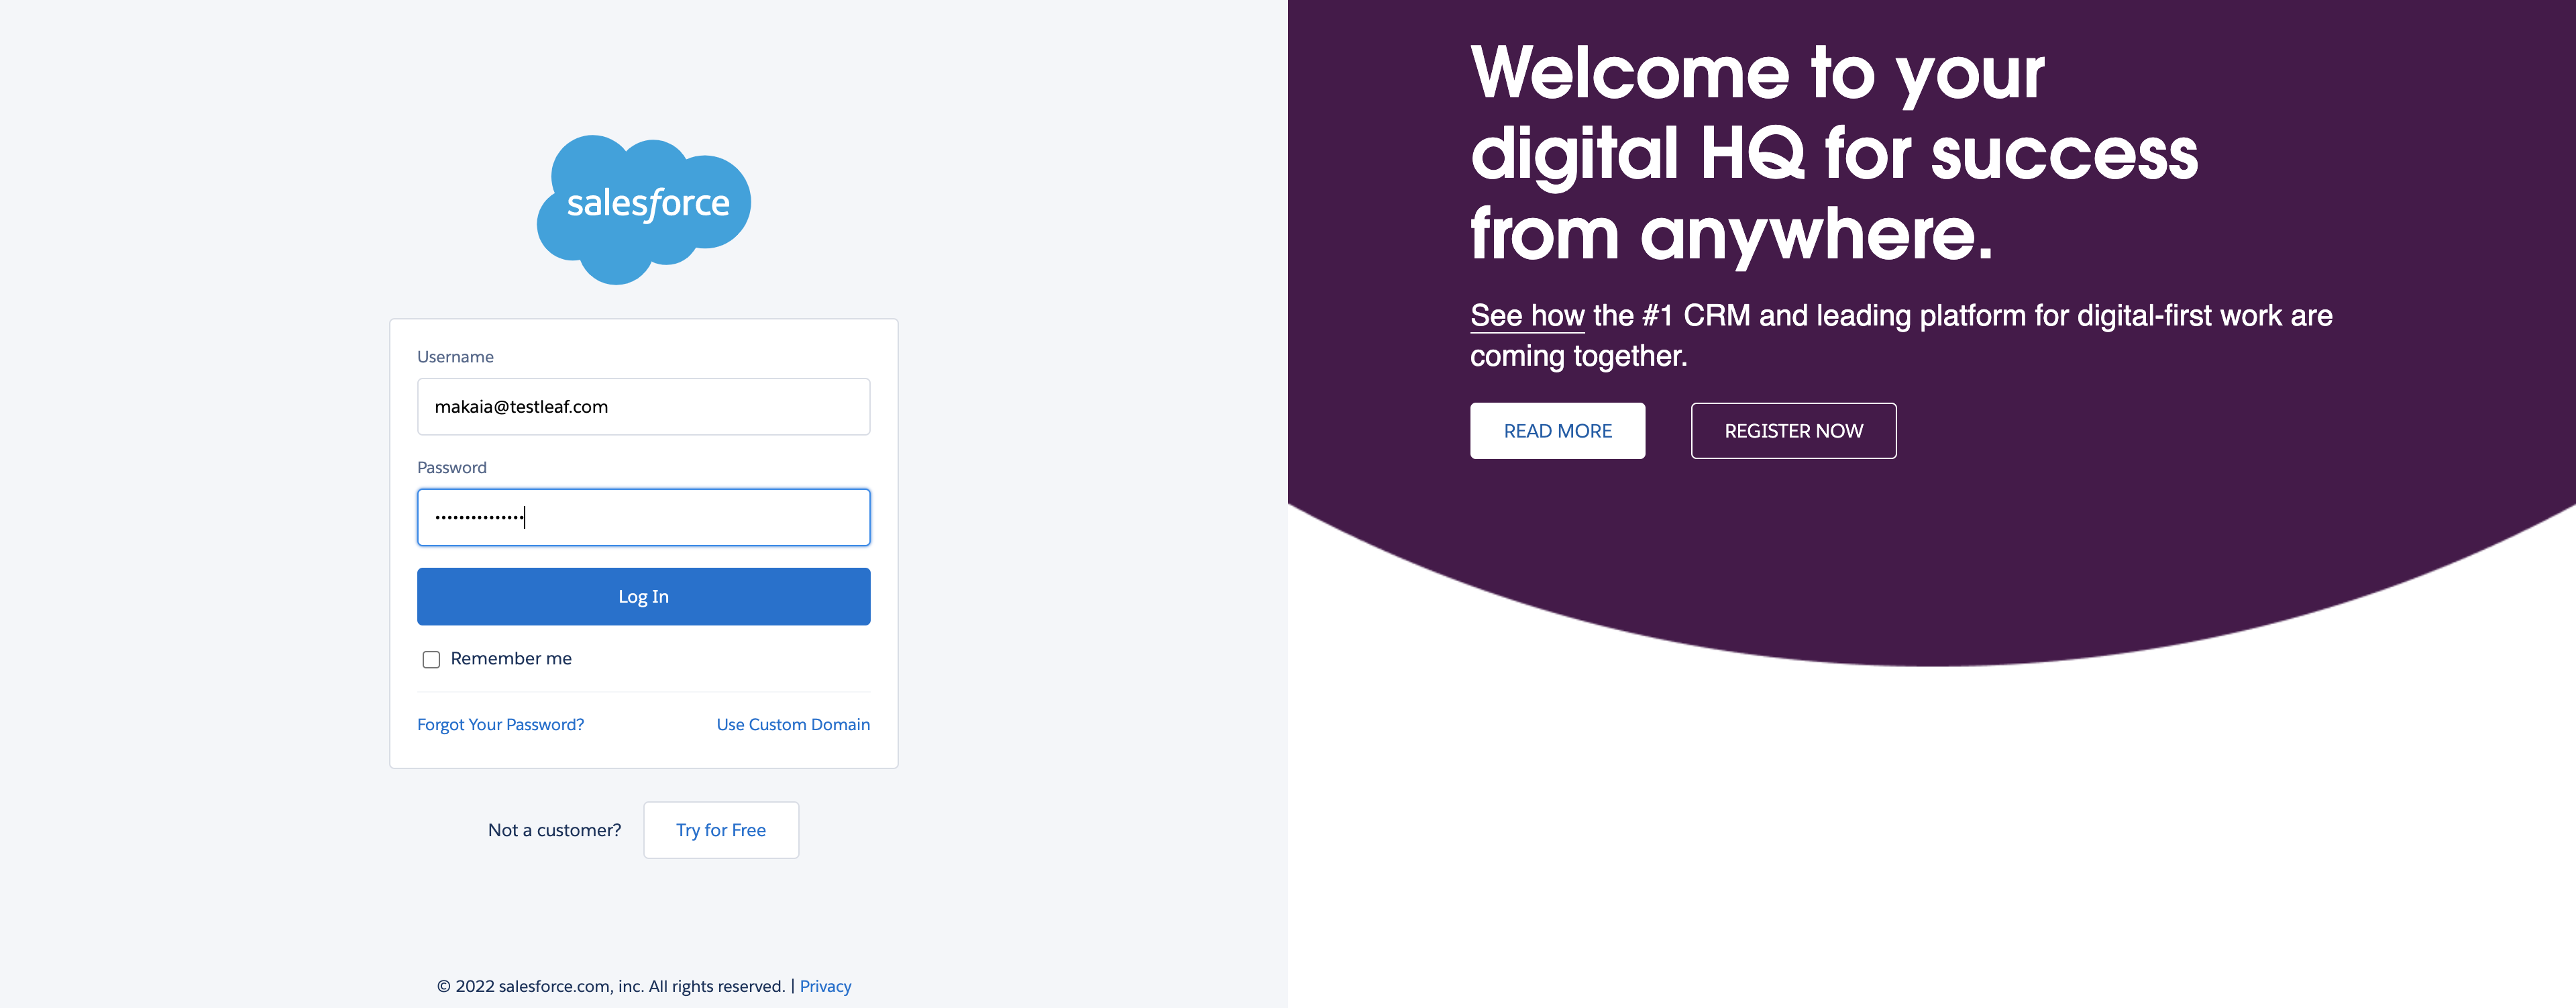 salesforce
Username
makaia@testleaf.com
Password
•••••••••••••••
Log In
Remember me
Forgot Your Password?
Use Custom Domain
Not a customer?
Try for Free
© 2022 salesforce.com, inc. All rights reserved. | Privacy
Welcome to your
digital HQ for success
from anywhere.
See how the #1 CRM and leading platform for digital-first work are
coming together.
READ MORE
REGISTER NOW